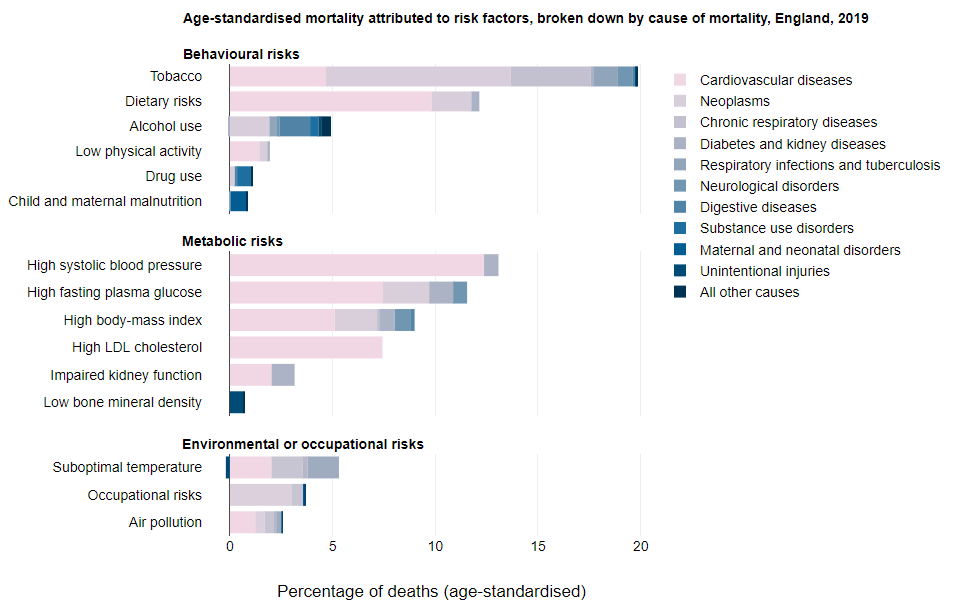 Age-standardised mortality attributed to risk factors, broken down by cause of mortality, England, 2019
Behavioural risks
Tobacco
Dietary risks
Alcohol use
Low physical activity
Drug use
Child and maternal malnutrition
Metabolic risks
High systolic blood pressure
High fasting plasma glucose
High body-mass index
High LDL cholesterol
Impaired kidney function
Low bone mineral density
Environmental or occupational risks
Suboptimal temperature
Occupational risks
Air pollution
0 5 10 15 20
Percentage of deaths (age-standardised)
Cardiovascular diseases
Neoplasms
Chronic respiratory diseases
Diabetes and kidney diseases
Respiratory infections and tuberculosis
Neurological disorders
Digestive diseases
Substance use disorders
Maternal and neonatal disorders
Unintentional injuries
All other causes